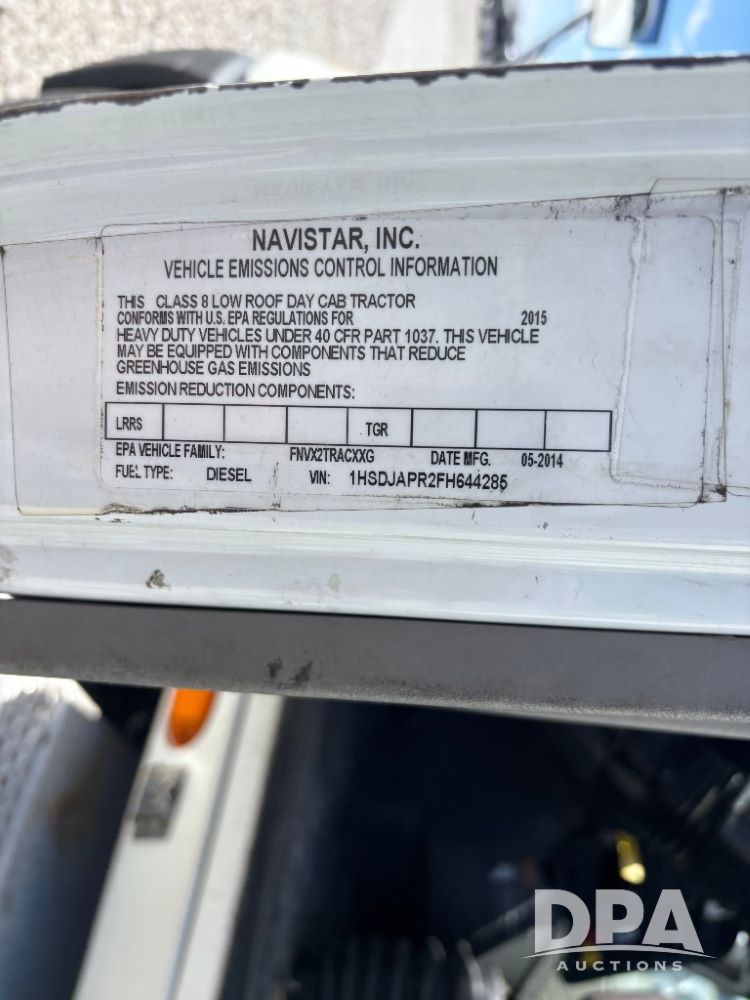 NAVISTAR, INC.
VEHICLE EMISSIONS CONTROL INFORMATION
THIS CLASS 8 LOW ROOF DAY CAB TRACTOR
CONFORMS WITH U.S. EPA REGULATIONS FOR 2015
HEAVY DUTY VEHICLES UNDER 40 CFR PART 1037. THIS VEHICLE
MAY BE EQUIPPED WITH COMPONENTS THAT REDUCE
GREENHOUSE GAS EMISSIONS
EMISSION REDUCTION COMPONENTS:
LRRS TGR
EPA VEHICLE FAMILY: FNVX2TRACXXG DATE MFG. 05-2014
FUEL TYPE: DIESEL VIN: 1HSDJAPR2FH644285
DPA
AUCTIONS